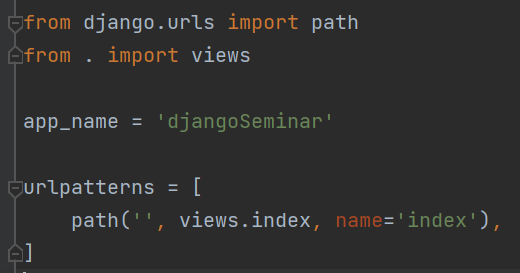 from django.urls import path
from . import views
app_name = 'djangoSeminar'
urlpatterns = [
    path('', views.index, name='index'),
]